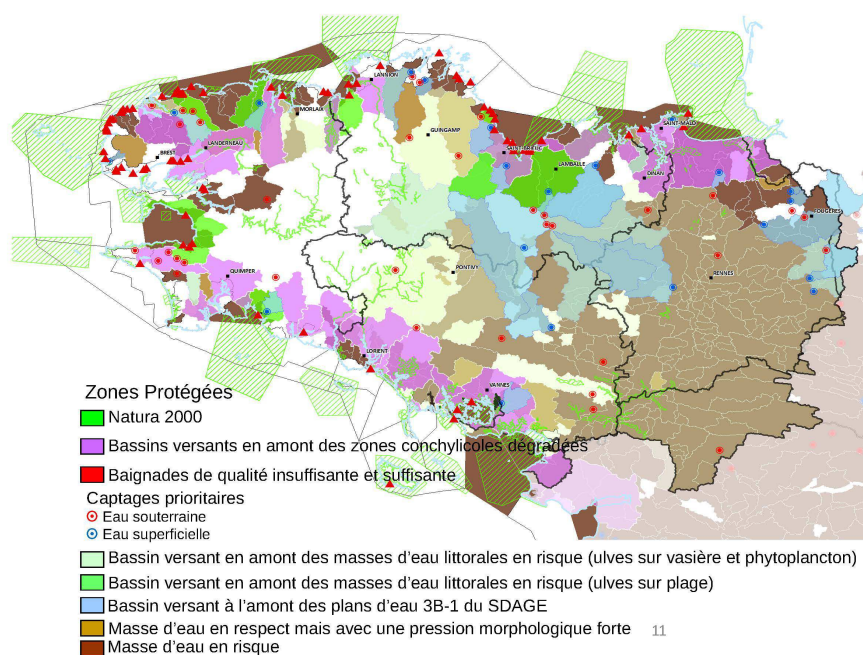 LANNION
MORLAIX
GUINGAMP
SAINT-MALO
LANDERNEAU
BREST
LAMBALLE
DINAN
FOUGERES
QUIMPER
PONTIVY
RENNES
LORIENT
VANNES
Zones Protégées
Natura 2000
Bassins versants en amont des zones conchylicoles dégradées
Baignades de qualité insuffisante et suffisante
Captages prioritaires
Eau souterraine
Eau superficielle
Bassin versant en amont des masses d'eau littorales en risque (ulves sur vasière et phytoplancton)
Bassin versant en amont des masses d'eau littorales en risque (ulves sur plage)
Bassin versant à l'amont des plans d'eau 3B-1 du SDAGE
Masse d'eau en respect mais avec une pression morphologique forte
11
Masse d'eau en risque